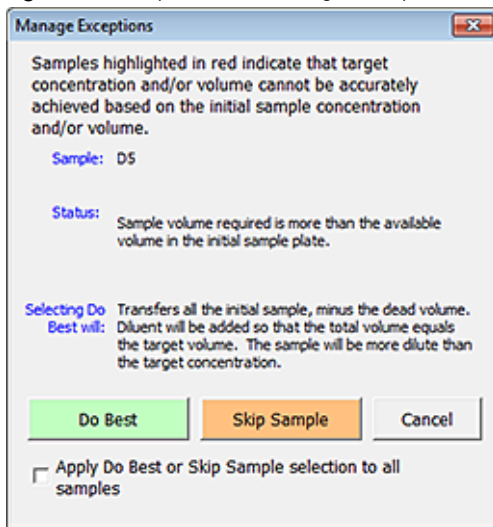 Manage Exceptions
Samples highlighted in red indicate that target
concentration and/or volume cannot be accurately
achieved based on the initial sample concentration
and/or volume.
Sample: D5
Status:
Sample volume required is more than the available
volume in the initial sample plate.
Selecting Do Transfers all the initial sample, minus the dead volume.
Best will: Diluent will be added so that the total volume equals
the target volume. The sample will be more dilute than
the target concentration.
Do Best Skip Sample Cancel
Apply Do Best or Skip Sample selection to all
samples